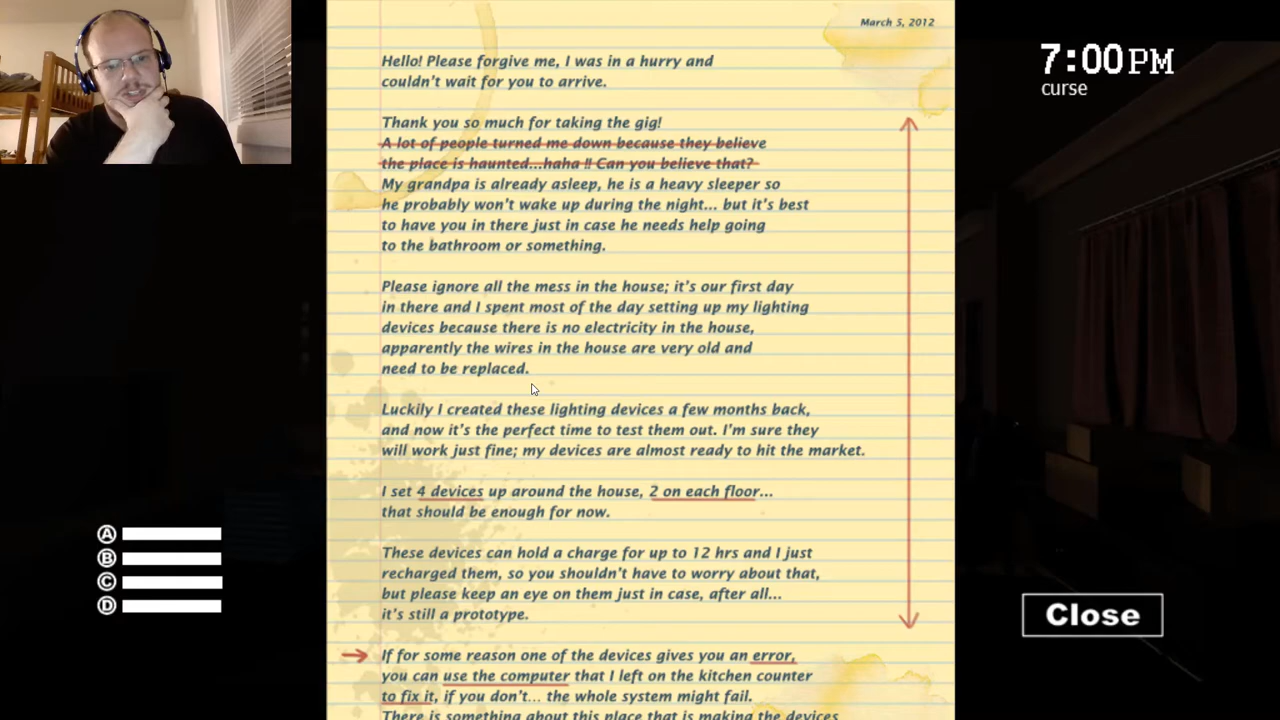 March 5, 2012
7:00 PM
curse
Hello! Please forgive me, I was in a hurry and
couldn't wait for you to arrive.
Thank you so much for taking the gig!
A lot of people turned me down because they believe
the place is haunted...haha !! Can you believe that?
My grandpa is already asleep, he is a heavy sleeper so
he probably won't wake up during the night... but it's best
to have you in there just in case he needs help going
to the bathroom or something.
Please ignore all the mess in the house; it's our first day
in there and I spent most of the day setting up my lighting
devices because there is no electricity in the house,
apparently the wires in the house are very old and
need to be replaced.
Luckily I created these lighting devices a few months back,
and now it's the perfect time to test them out. I'm sure they
will work just fine; my devices are almost ready to hit the market.
I set 4 devices up around the house, 2 on each floor...
that should be enough for now.
These devices can hold a charge for up to 12 hrs and I just
recharged them, so you shouldn't have to worry about that,
but please keep an eye on them just in case, after all...
it's still a prototype.
If for some reason one of the devices gives you an error,
you can use the computer that I left on the kitchen counter
to fix it, if you don't... the whole system might fail.
There is something about this place that is making the devices
A
B
C
D
Close